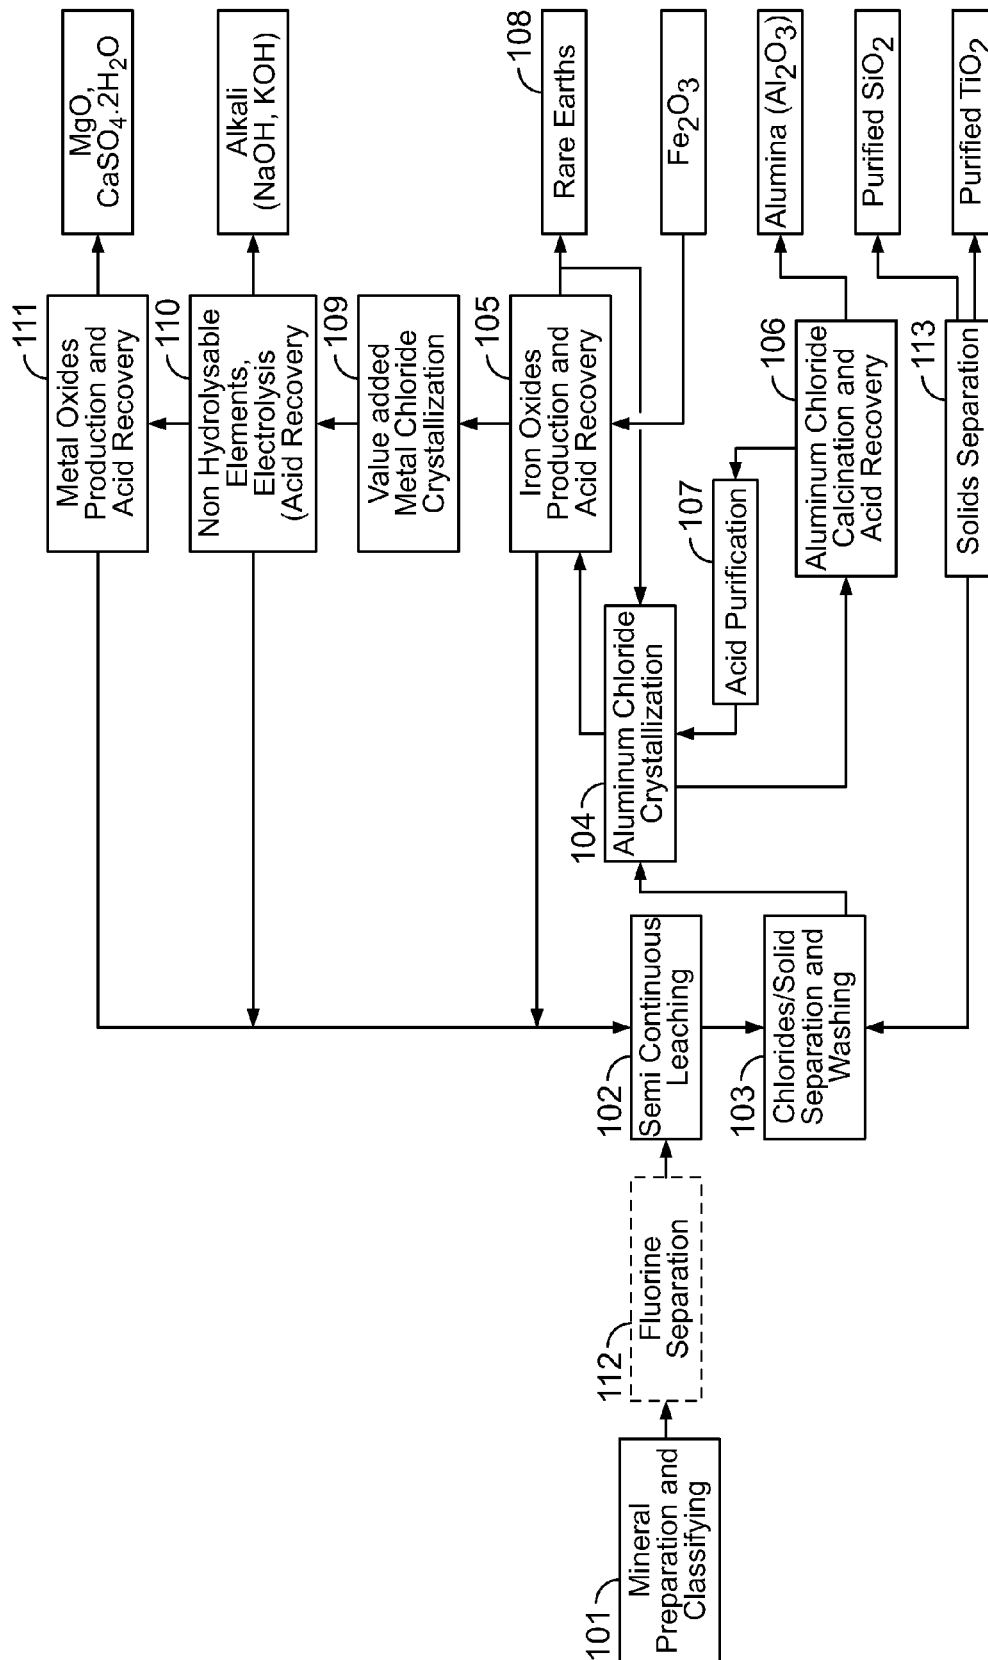 101
Mineral
Preparation and
Classifying
112
Fluorine
Separation
102
Semi Continuous
Leaching
103
Chlorides/Solid
Separation and
Washing
104
Aluminum Chloride
Crystallization
107
Acid Purification
111
Metal Oxides
Production and
Acid Recovery
110
Non Hydrolysable
Elements,
Electrolysis
(Acid Recovery
109
Value added
Metal Chloride
Crystallization
105
Iron Oxides
Production and
Acid Recovery
106
Aluminum Chloride
Calcination and
Acid Recovery
113
Solids Separation
MgO,
CaSO₄.2H₂O
Alkali
(NaOH, KOH)
108
Rare Earths
Fe₂O₃
Alumina (Al₂O₃)
Purified SiO₂
Purified TiO₂